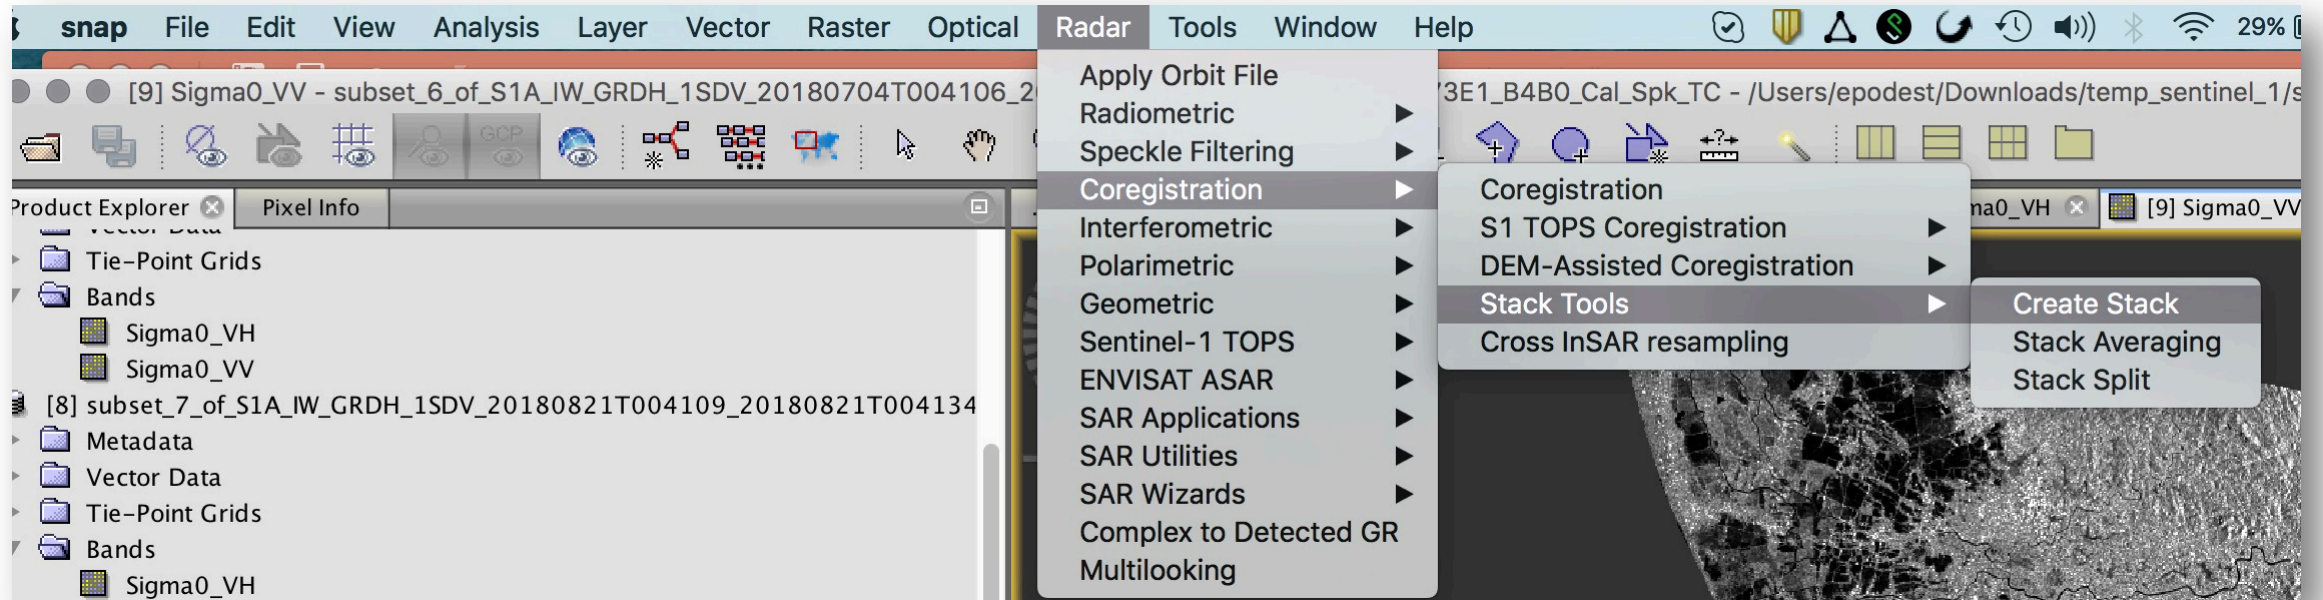 snap File Edit View Analysis Layer Vector Raster Optical Radar Tools Window Help 29%
[9] Sigma0_VV - subset_6_of_S1A_IW_GRDH_1SDV_20180704T004106_2 3E1_B4B0_Cal_Spk_TC - /Users/epodest/Downloads/temp_sentinel_1/s
GCP
Product Explorer Pixel Info
Vector Data
Tie-Point Grids
Bands
Sigma0_VH
Sigma0_VV
[8] subset_7_of_S1A_IW_GRDH_1SDV_20180821T004109_20180821T004134
Metadata
Vector Data
Tie-Point Grids
Bands
Sigma0_VH
Apply Orbit File
Radiometric
Speckle Filtering
Coregistration
Interferometric
Polarimetric
Geometric
Sentinel-1 TOPS
ENVISAT ASAR
SAR Applications
SAR Utilities
SAR Wizards
Complex to Detected GR
Multilooking
Coregistration
S1 TOPS Coregistration
DEM-Assisted Coregistration
Stack Tools
Cross InSAR resampling
Create Stack
Stack Averaging
Stack Split
ma0_VH [9] Sigma0_VV